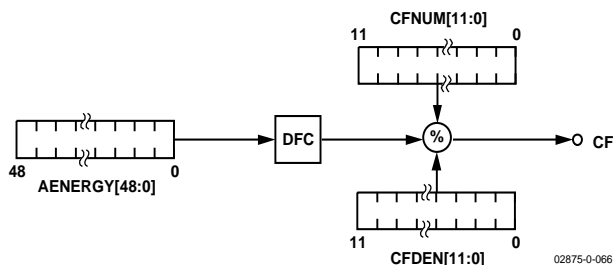 CFNUM[11:0]
11 0
DFC
%
CF
48 0
AENERGY[48:0]
11 0
CFDEN[11:0]
02875-0-066